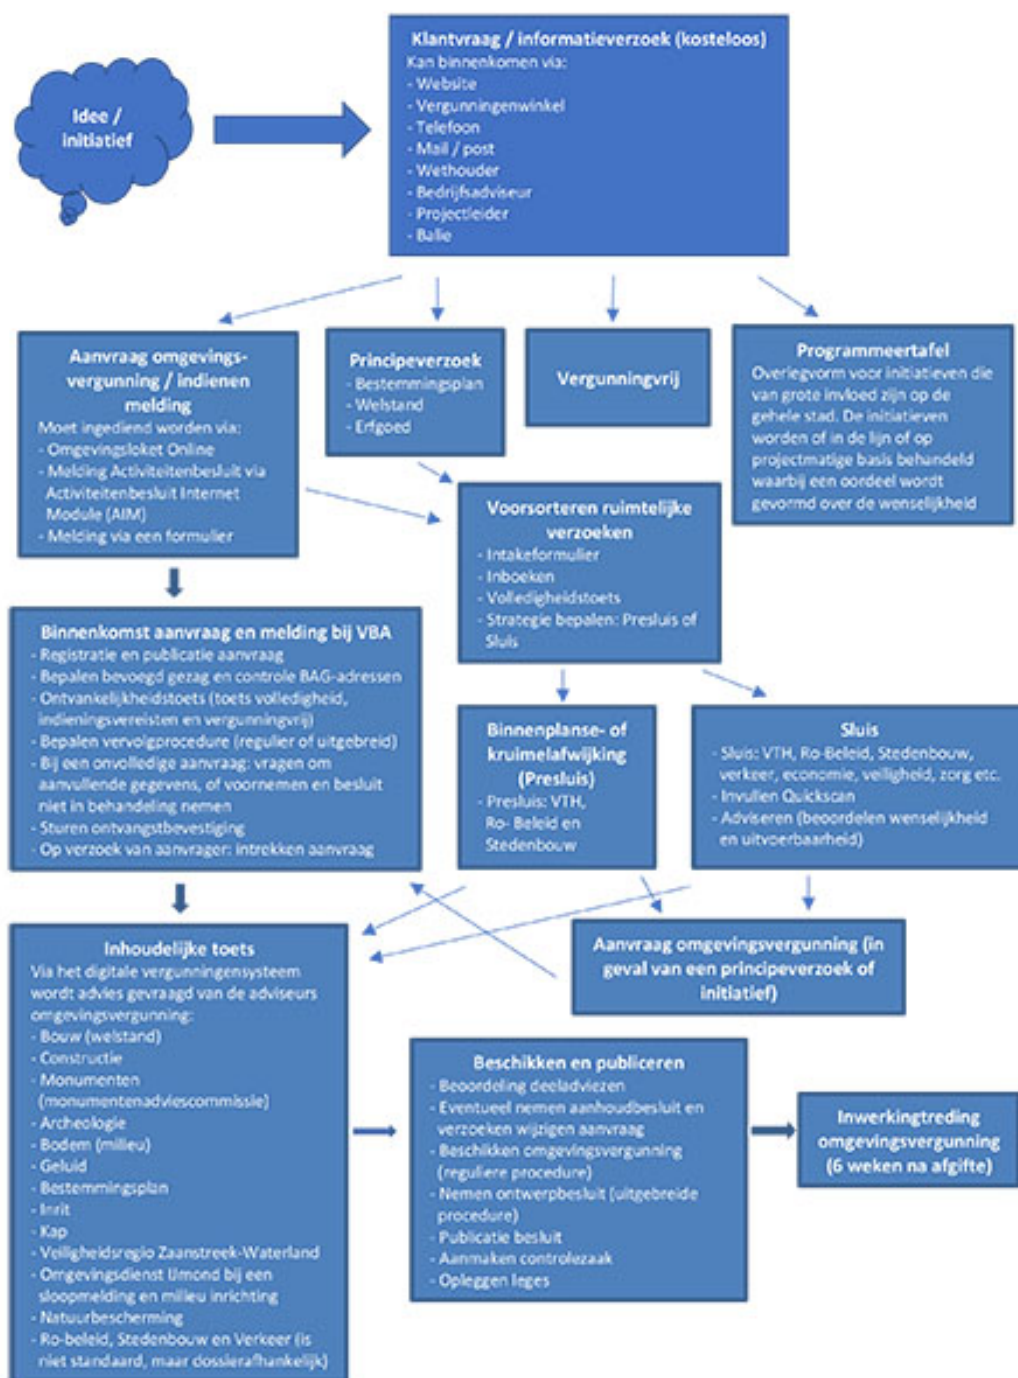 Idee /
initiatief
Klantvraag / informatieverzoek (kosteloos)
Kan binnenkomen via:
- Website
- Vergunningenwinkel
- Telefoon
- Mail / post
- Wethouder
- Bedrijfsadviseur
- Projectleider
- Balie
Aanvraag omgevings-
vergunning / indienen
melding
Moet ingediend worden via:
- Omgevingsloket Online
- Melding Activiteitenbesluit via
Activiteitenbesluit Internet
Module (AIM)
- Melding via een formulier
Principeverzoek
- Bestemmingsplan
- Welstand
- Erfgoed
Vergunningvrij
Programmeertafel
Overlegvorm voor initiatieven die
van grote invloed zijn op de
gehele stad. De initiatieven
worden of in de lijn of op
projectmatige basis behandeld
waarbij een oordeel wordt
gevormd over de wenselijkheid
Voorsorteren ruimtelijke
verzoeken
- Intakeformulier
- Inboeken
- Volledigheidstoets
- Strategie bepalen: Presluis of
Sluis
Binnenkomst aanvraag en melding bij VBA
- Registratie en publicatie aanvraag
- Bepalen bevoegd gezag en controle BAG-adressen
- Ontvankelijkheidstoets (toets volledigheid,
indieningsvereisten en vergunningvrij)
- Bepalen vervolgprocedure (regulier of uitgebreid)
- Bij een onvolledige aanvraag: vragen om
aanvullende gegevens, of voornemen en besluit
niet in behandeling nemen
- Sturen ontvangstbevestiging
- Op verzoek van aanvrager: intrekken aanvraag
Binnenplanse- of
kruimelafwijking
(Presluis)
- Presluis: VTH,
Ro- Beleid en
Stedenbouw
Sluis
- Sluis: VTH, Ro-Beleid, Stedenbouw,
verkeer, economie, veiligheid, zorg etc.
- Invullen Quickscan
- Adviseren (beoordelen wenselijkheid
en uitvoerbaarheid)
Aanvraag omgevingsvergunning (in
geval van een principeverzoek of
initiatief)
Inhoudelijke toets
Via het digitale vergunningensysteem
wordt advies gevraagd van de adviseurs
omgevingsvergunning:
- Bouw (welstand)
- Constructie
- Monumenten
(monumentenadviescommissie)
- Archeologie
- Bodem (milieu)
- Geluid
- Bestemmingsplan
- Inrit
- Kap
- Veiligheidsregio Zaanstreek-Waterland
- Omgevingsdienst IJmond bij een
sloopmelding en milieu inrichting
- Natuurbescherming
- Ro-beleid, Stedenbouw en Verkeer (is
niet standaard, maar dossierafhankelijk)
Beschikken en publiceren
- Beoordeling deeladviezen
- Eventueel nemen aanhoudbesluit en
verzoeken wijzigen aanvraag
- Beschikken omgevingsvergunning
(reguliere procedure)
- Nemen ontwerpbesluit (uitgebreide
procedure)
- Publicatie besluit
- Aanmaken controlezaak
- Opleggen leges
Inwerkingtreding
omgevingsvergunning
(6 weken na afgifte)